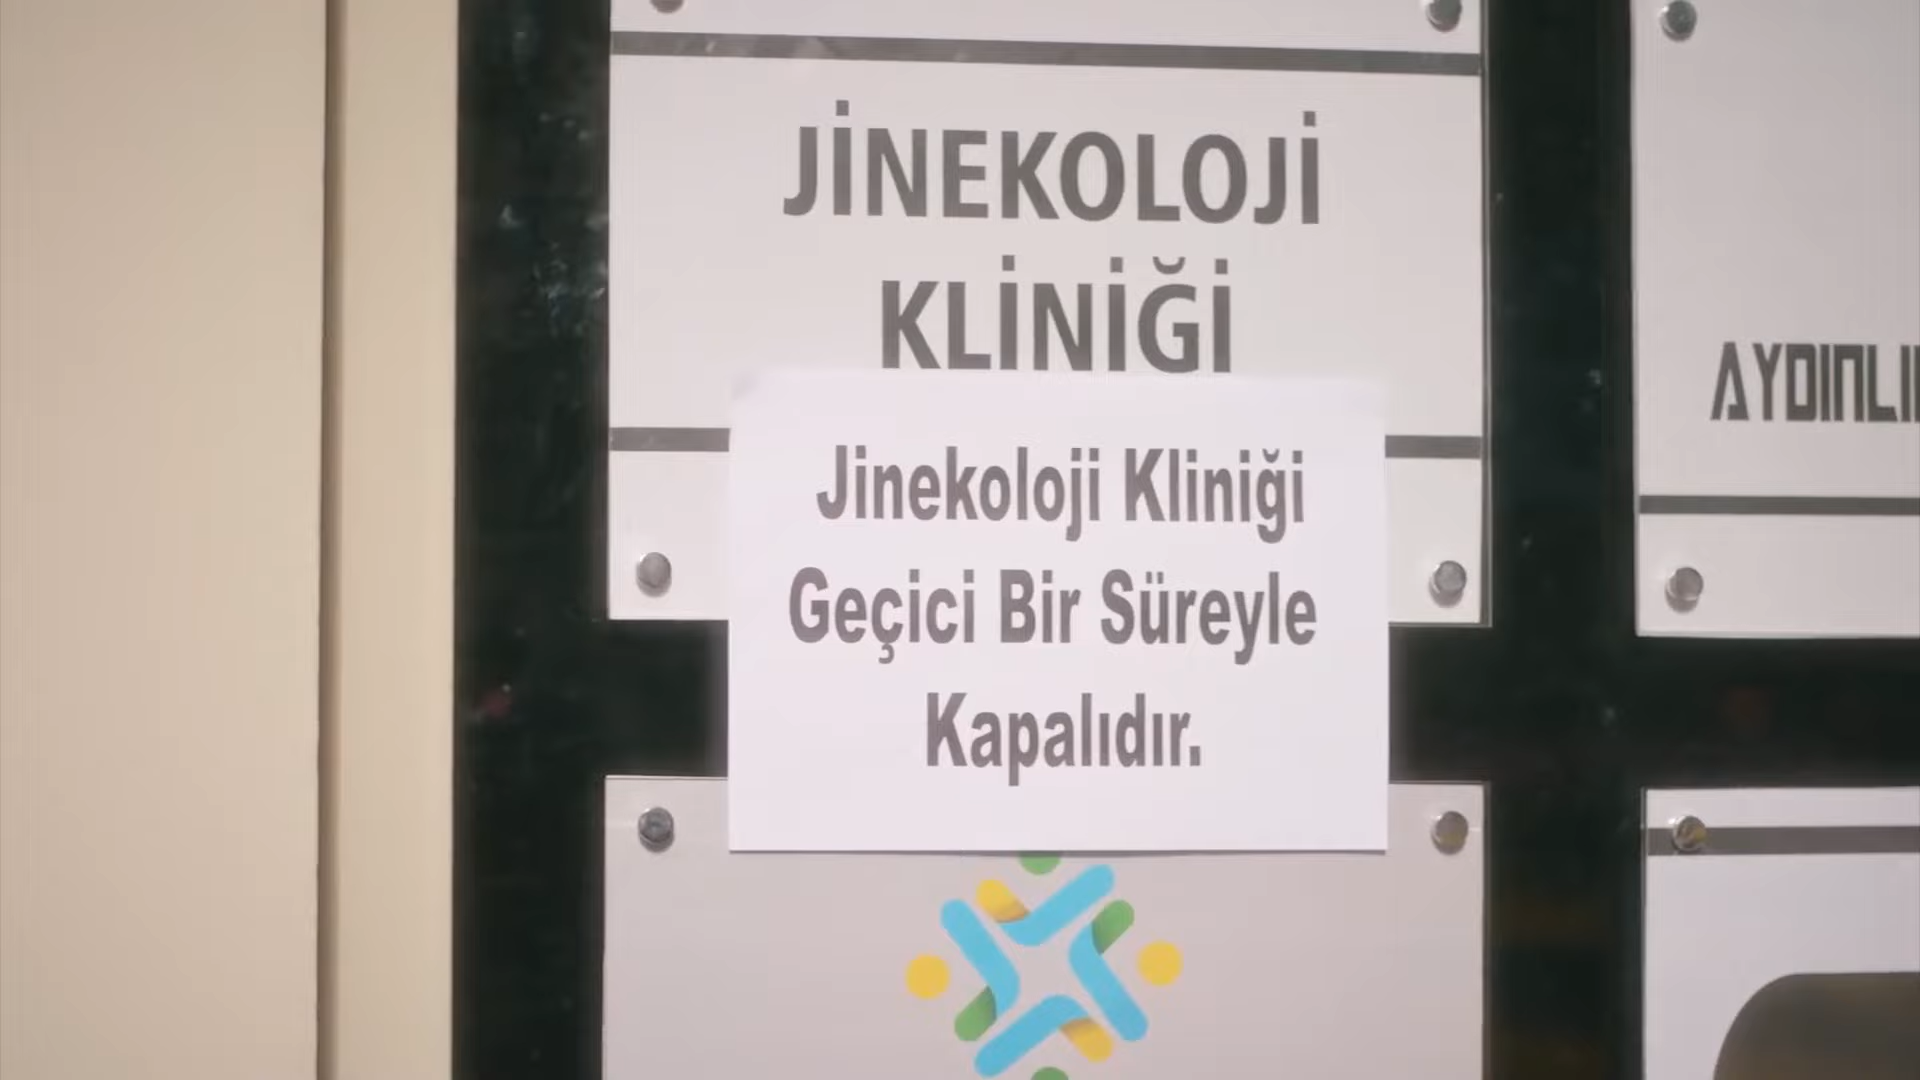 JİNEKOLOJİ
KLİNİĞİ
Jinekoloji Kliniği
Geçici Bir Süreyle
Kapalıdır.